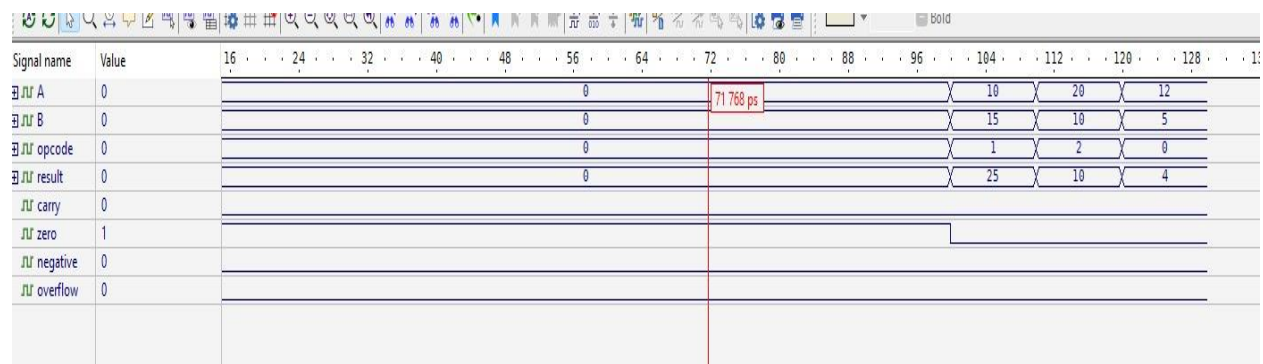 Bold
Signal name Value 16 24 32 40 48 56 64 72 80 88 96 104 112 120 128
A 0 0 10 20 12
71 768 ps
B 0 0 15 10 5
opcode 0 0 1 2 0
result 0 0 25 10 4
carry 0
zero 1
negative 0
overflow 0